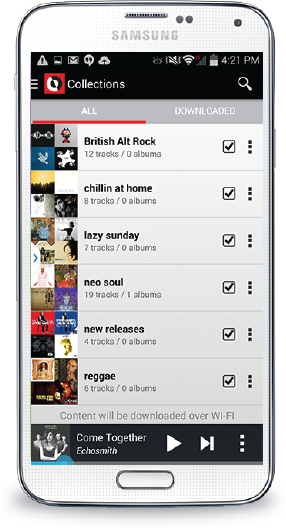 SAMSUNG
4:21 PM
Collections
ALL DOWNLOADED
British Alt Rock
12 tracks / 0 albums
chillin at home
8 tracks / 0 albums
lazy sunday
7 tracks / 0 albums
neo soul
19 tracks / 1 albums
new releases
4 tracks / 0 albums
reggae
6 tracks / 0 albums
Content will be downloaded over WI-FI
Come Together
Echosmith